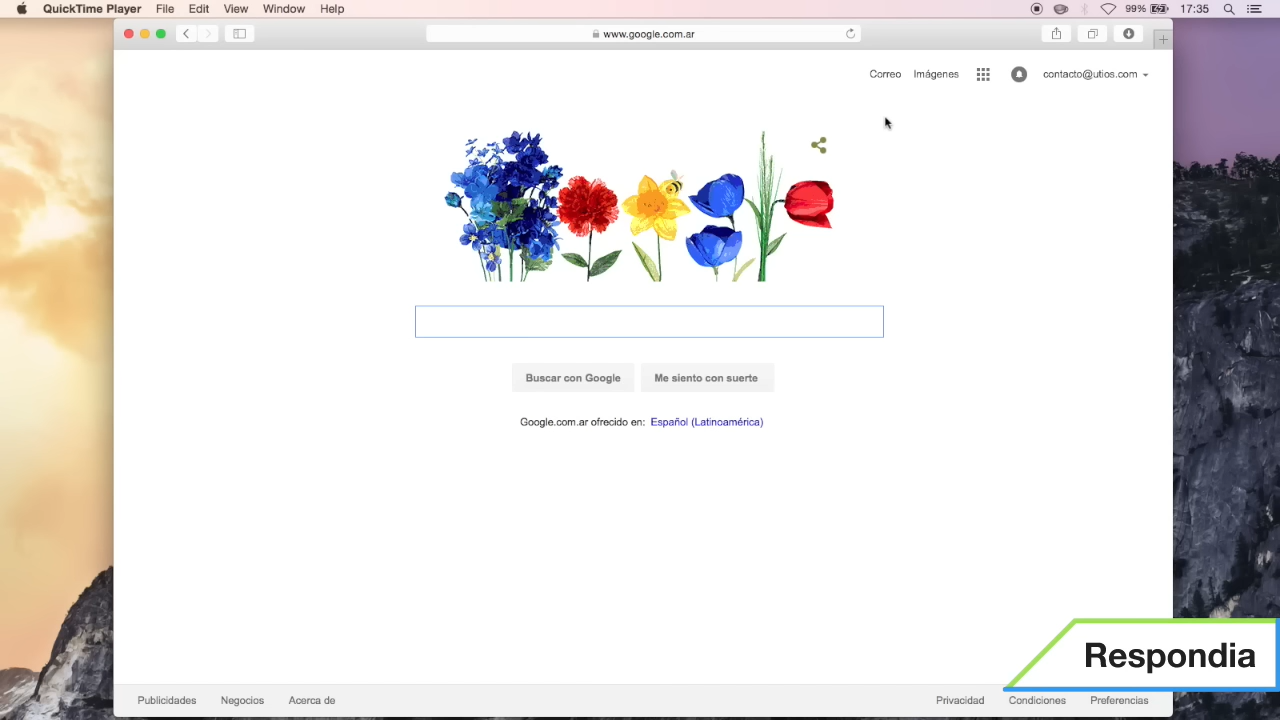 QuickTime Player File Edit View Window Help 99% 17:35
www.google.com.ar
Correo Imágenes contacto@utios.com
Buscar con Google Me siento con suerte
Google.com.ar ofrecido en: Español (Latinoamérica)
Respondia
Publicidades Negocios Acerca de Privacidad Condiciones Preferencias